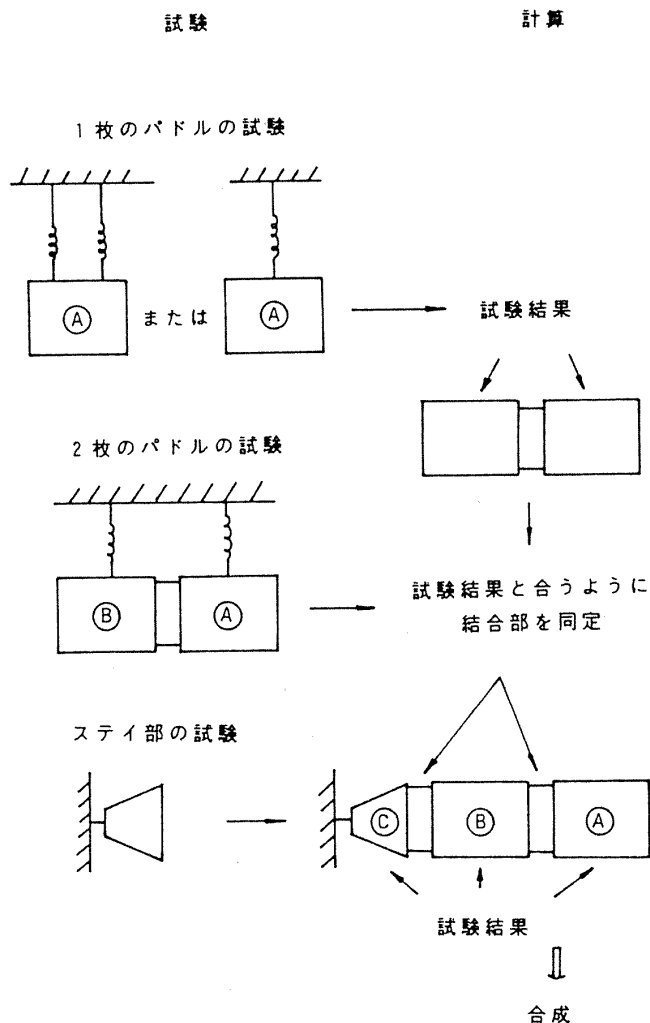 試験
計算
1枚のパドルの試験
A
または
A
試験結果
2枚のパドルの試験
B
A
試験結果と合うように
結合部を同定
ステイ部の試験
C
B
A
試験結果
合成